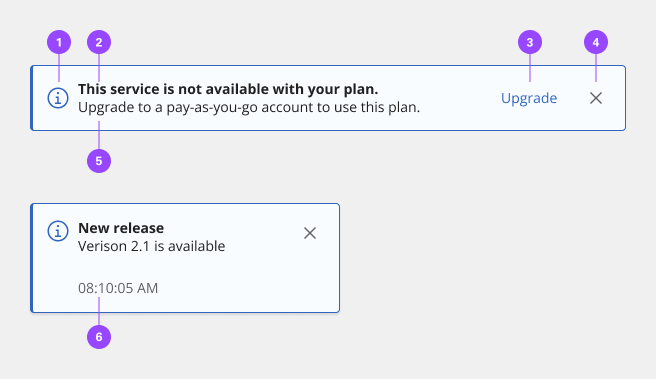 1 2 3 4
This service is not available with your plan.
Upgrade to a pay-as-you-go account to use this plan.
Upgrade
5
New release
Verison 2.1 is available
08:10:05 AM
6